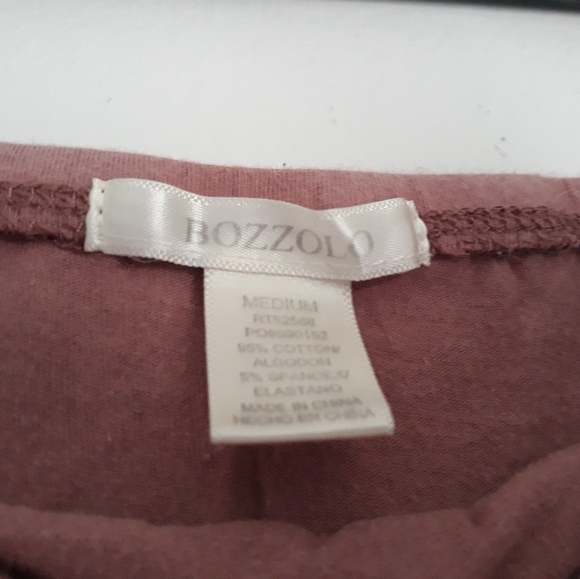 BOZZOLO
MEDIUM
95% COTTON/
ALGODON
5% SPANDEX/
ELASTANO
MADE IN CHINA
HECHO EN CHINA